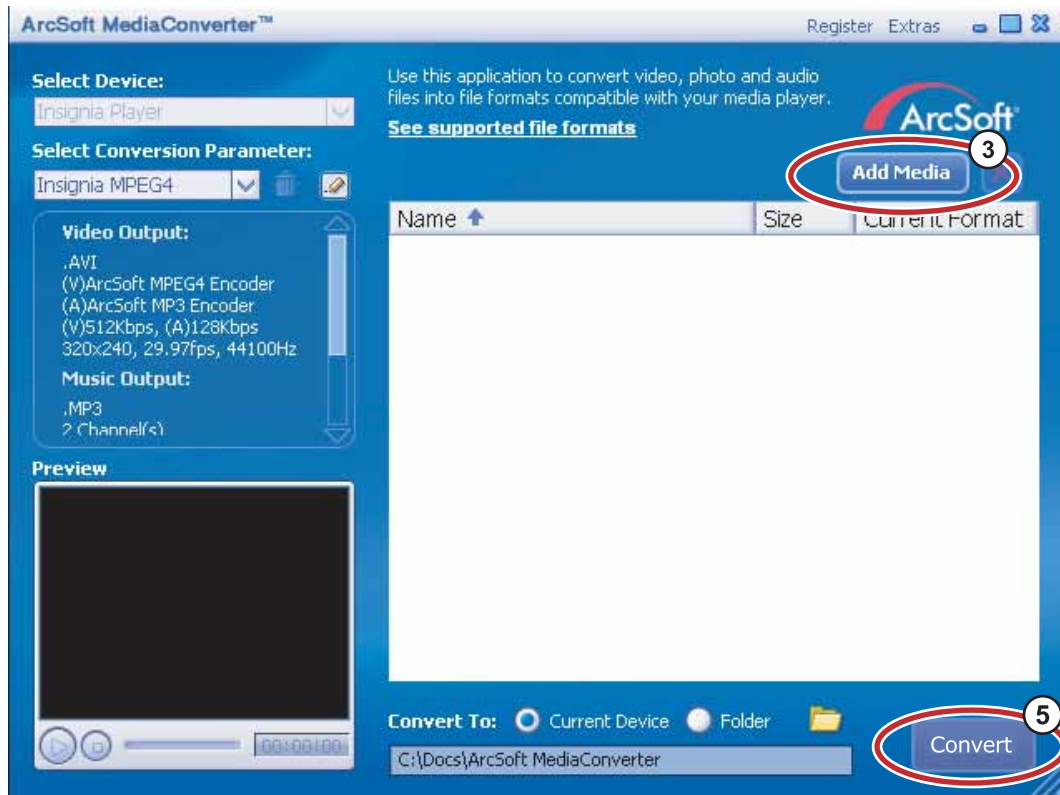 ArcSoft MediaConverter™
Register Extras
Select Device:
Insignia Player
Select Conversion Parameter:
Insignia MPEG4
Video Output:
.AVI
(V)ArcSoft MPEG4 Encoder
(A)ArcSoft MP3 Encoder
(V)512Kbps, (A)128Kbps
320x240, 29.97fps, 44100Hz
Music Output:
.MP3
2 Channel(s)
Preview
00:00:00
Use this application to convert video, photo and audio
files into file formats compatible with your media player.
See supported file formats
ArcSoft
3
Add Media
Name Size Current Format
Convert To: Current Device Folder
C:\Docs\ArcSoft MediaConverter
5
Convert